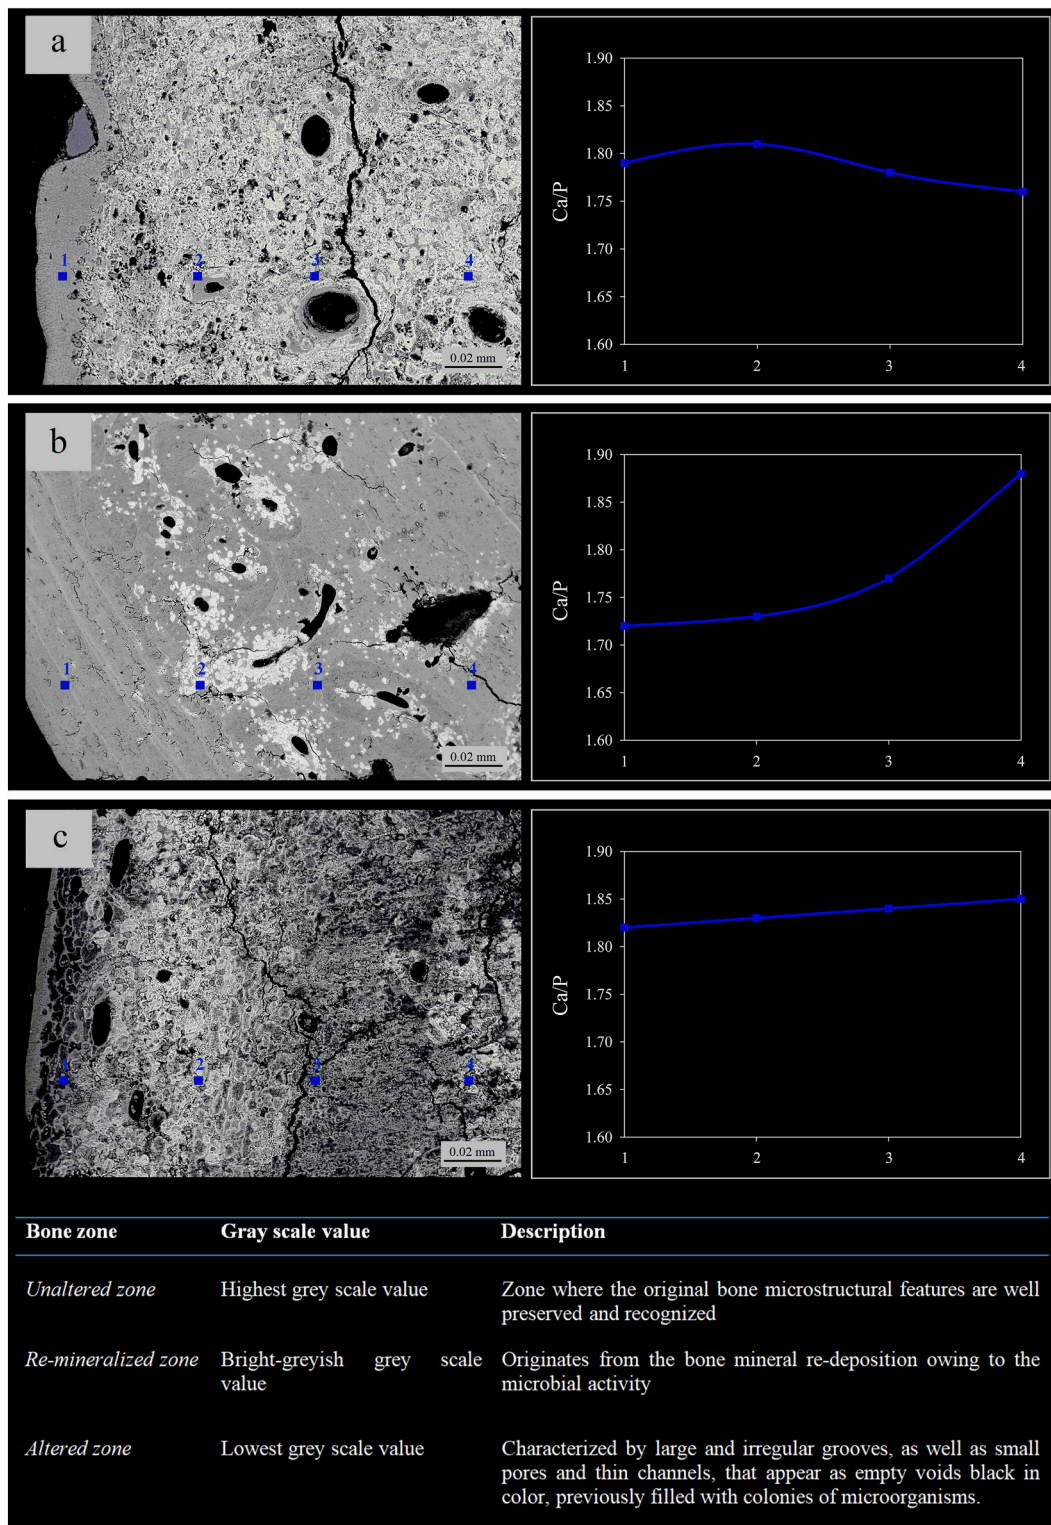 a
1
2
3
4
0.02 mm
1.90
1.85
1.80
1.75
1.70
1.65
1.60
Ca/P
1
2
3
4
b
1
2
3
4
0.02 mm
1.90
1.85
1.80
1.75
1.70
1.65
1.60
Ca/P
1
2
3
4
c
1
2
3
4
0.02 mm
1.90
1.85
1.80
1.75
1.70
1.65
1.60
Ca/P
1
2
3
4
Bone zone Gray scale value Description
Unaltered zone Highest grey scale value Zone where the original bone microstructural features are well
preserved and recognized
Re-mineralized zone Bright-greyish grey scale Originates from the bone mineral re-deposition owing to the
value microbial activity
Altered zone Lowest grey scale value Characterized by large and irregular grooves, as well as small
pores and thin channels, that appear as empty voids black in
color, previously filled with colonies of microorganisms.